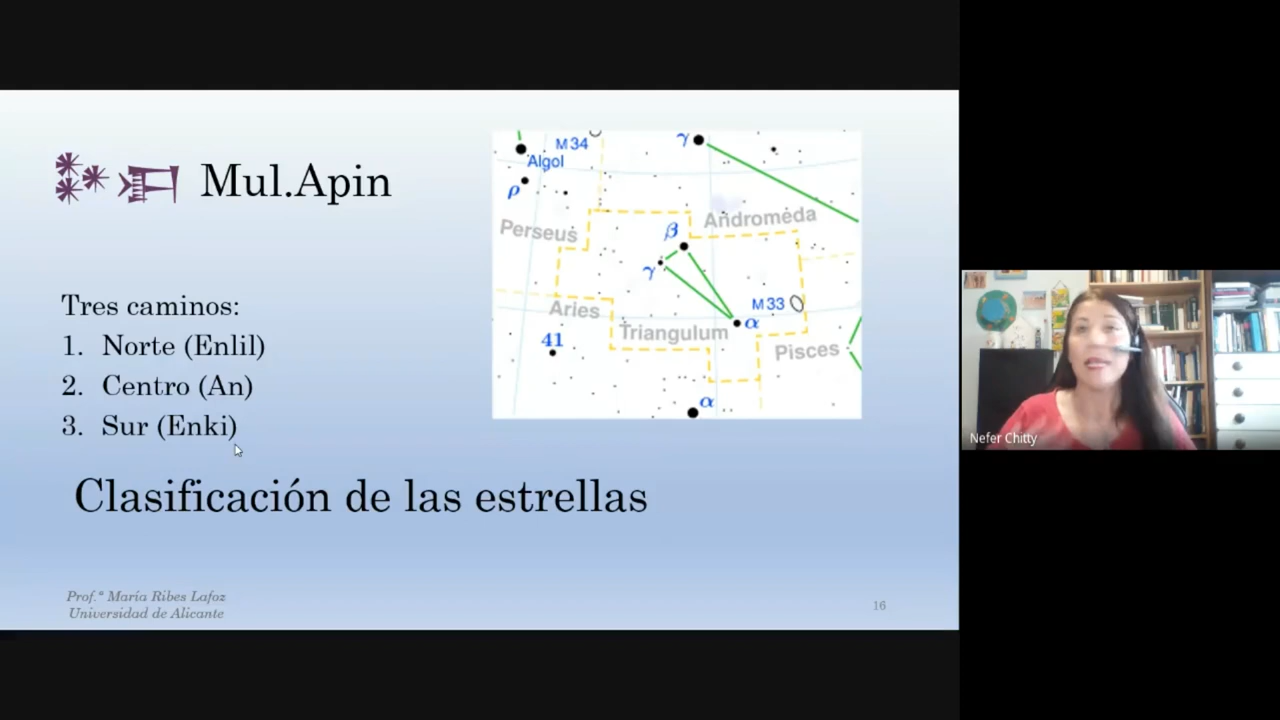 𒀯𒀳 Mul.Apin
Tres caminos:
1. Norte (Enlil)
2. Centro (An)
3. Sur (Enki)
Clasificación de las estrellas
Prof.ª María Ribes Lafoz
Universidad de Alicante
16
M 34
γ
Algol
ρ
Perseus
Andromeda
β
γ
M 33
α
Aries
Triangulum
41
Pisces
α
Nefer Chitty